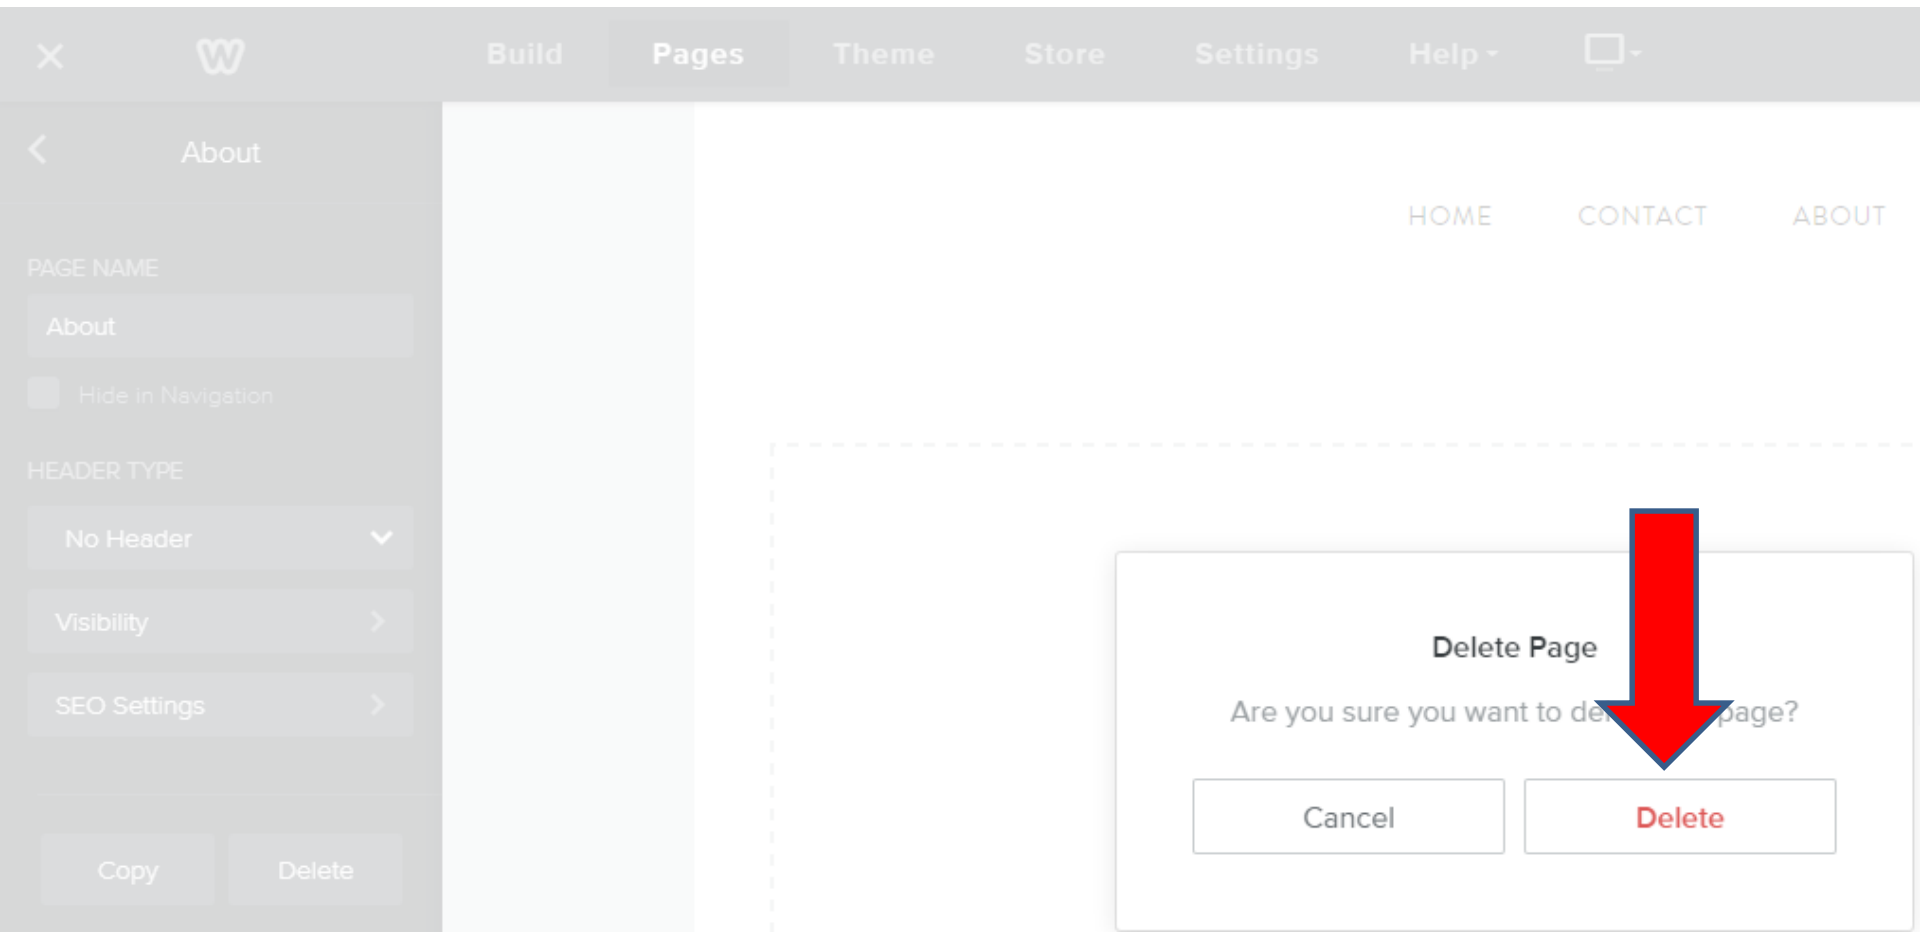 Build Pages Theme Store Settings Help
About
HOME CONTACT ABOUT
PAGE NAME
About
Hide in Navigation
HEADER TYPE
No Header
Visibility
SEO Settings
Copy Delete
Delete Page
Are you sure you want to page?
Cancel Delete